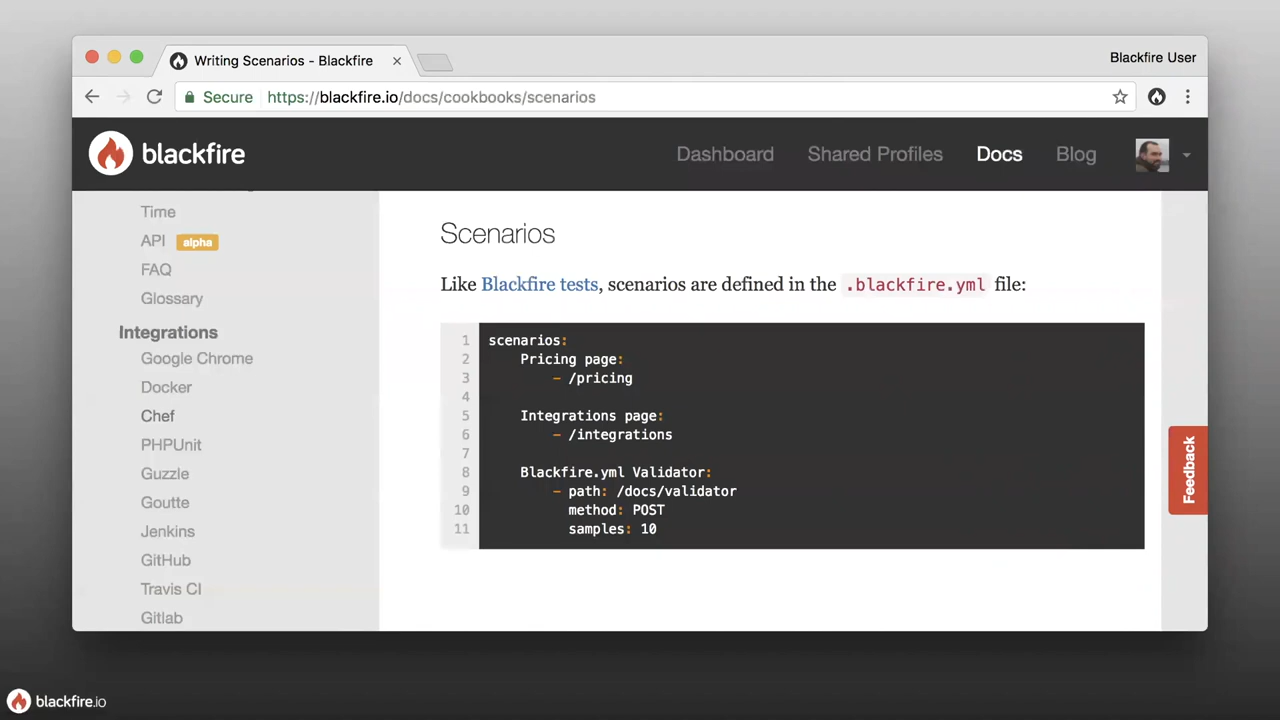 Writing Scenarios - Blackfire
Blackfire User
Secure https://blackfire.io/docs/cookbooks/scenarios
blackfire
Dashboard Shared Profiles Docs Blog
Time
API alpha
FAQ
Glossary
Integrations
Google Chrome
Docker
Chef
PHPUnit
Guzzle
Goutte
Jenkins
GitHub
Travis CI
Gitlab
Scenarios
Like Blackfire tests, scenarios are defined in the .blackfire.yml file:
1 scenarios:
2 Pricing page:
3 - /pricing
4
5 Integrations page:
6 - /integrations
7
8 Blackfire.yml Validator:
9 - path: /docs/validator
10 method: POST
11 samples: 10
Feedback
blackfire.io